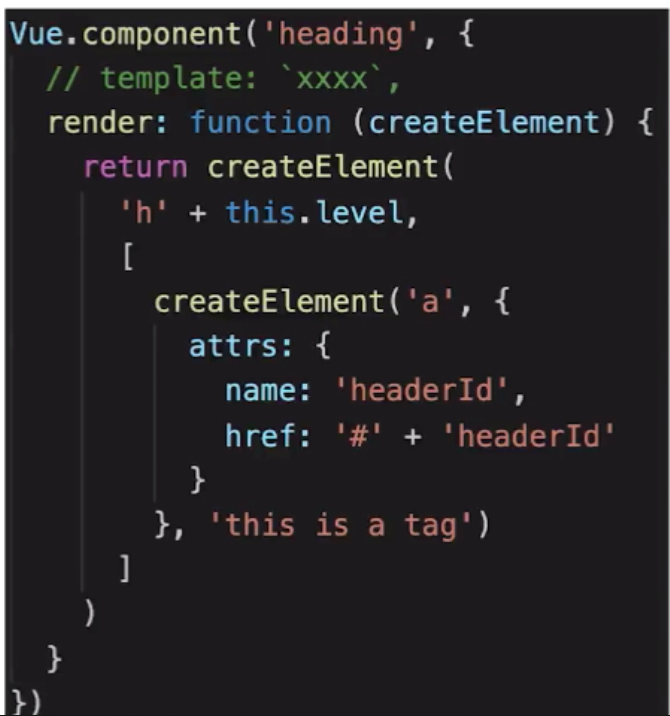 Vue.component('heading', {
  // template: `xxxx`,
  render: function (createElement) {
    return createElement(
      'h' + this.level,
      [
        createElement('a', {
          attrs: {
            name: 'headerId',
            href: '#' + 'headerId'
          }
        }, 'this is a tag')
      ]
    )
  }
})